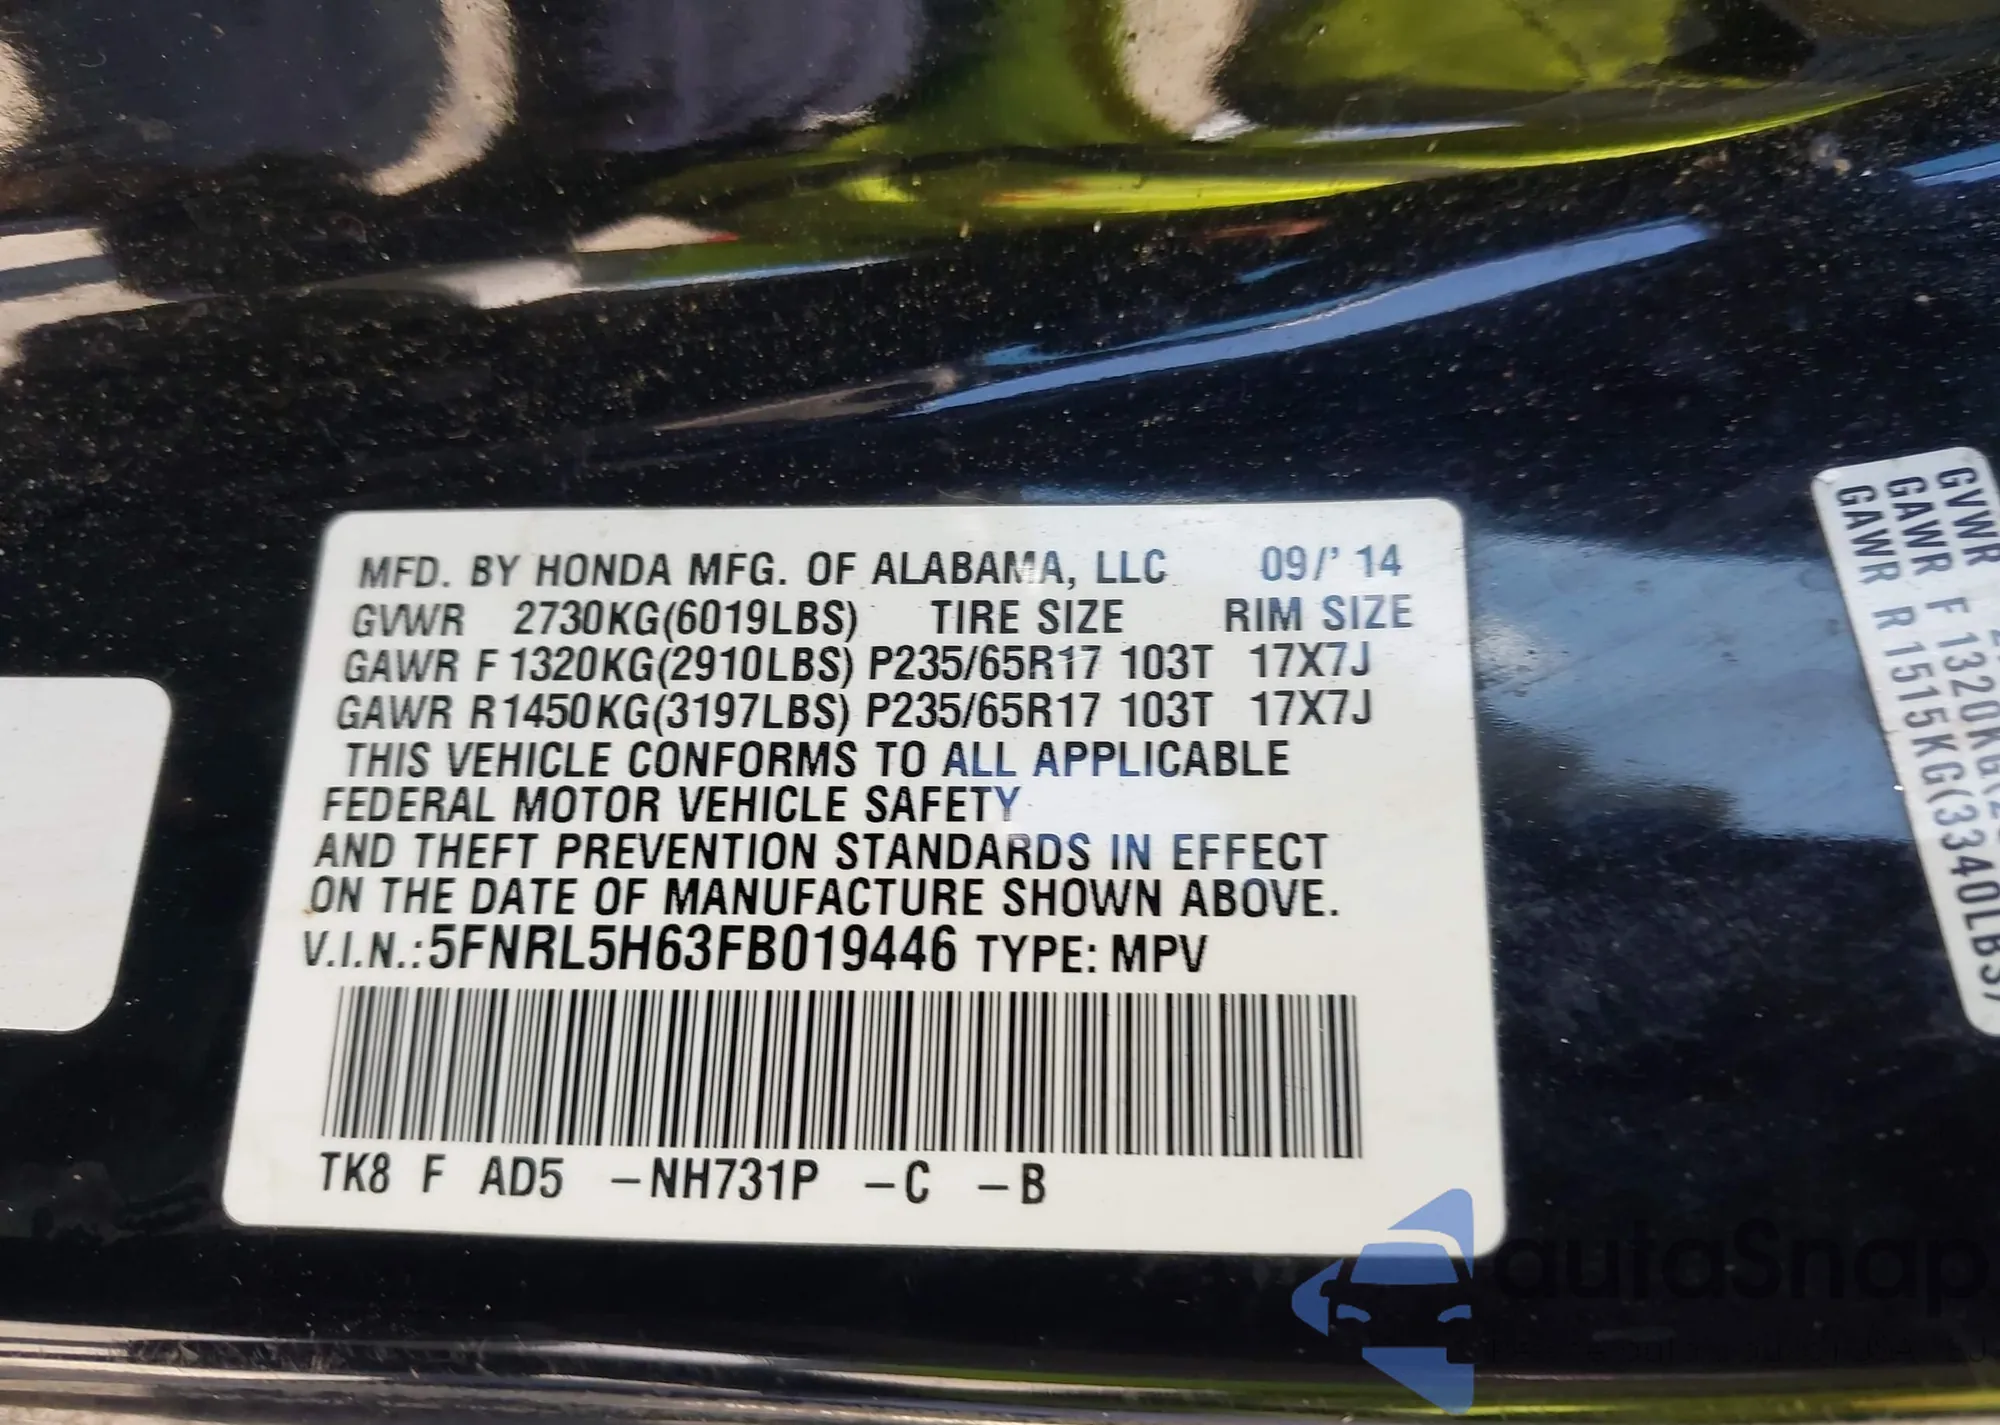 MFD. BY HONDA MFG. OF ALABAMA, LLC 09/' 14
GVWR 2730KG(6019LBS) TIRE SIZE RIM SIZE
GAWR F 1320KG(2910LBS) P235/65R17 103T 17X7J
GAWR R1450KG(3197LBS) P235/65R17 103T 17X7J
THIS VEHICLE CONFORMS TO ALL APPLICABLE
FEDERAL MOTOR VEHICLE SAFETY
AND THEFT PREVENTION STANDARDS IN EFFECT
ON THE DATE OF MANUFACTURE SHOWN ABOVE.
V.I.N.:5FNRL5H63FB019446 TYPE: MPV
TK8 F AD5 -NH731P -C -B
GVWR
GAWR F 1320KG
GAWR R1515KG(3340LBS)
autaSnap